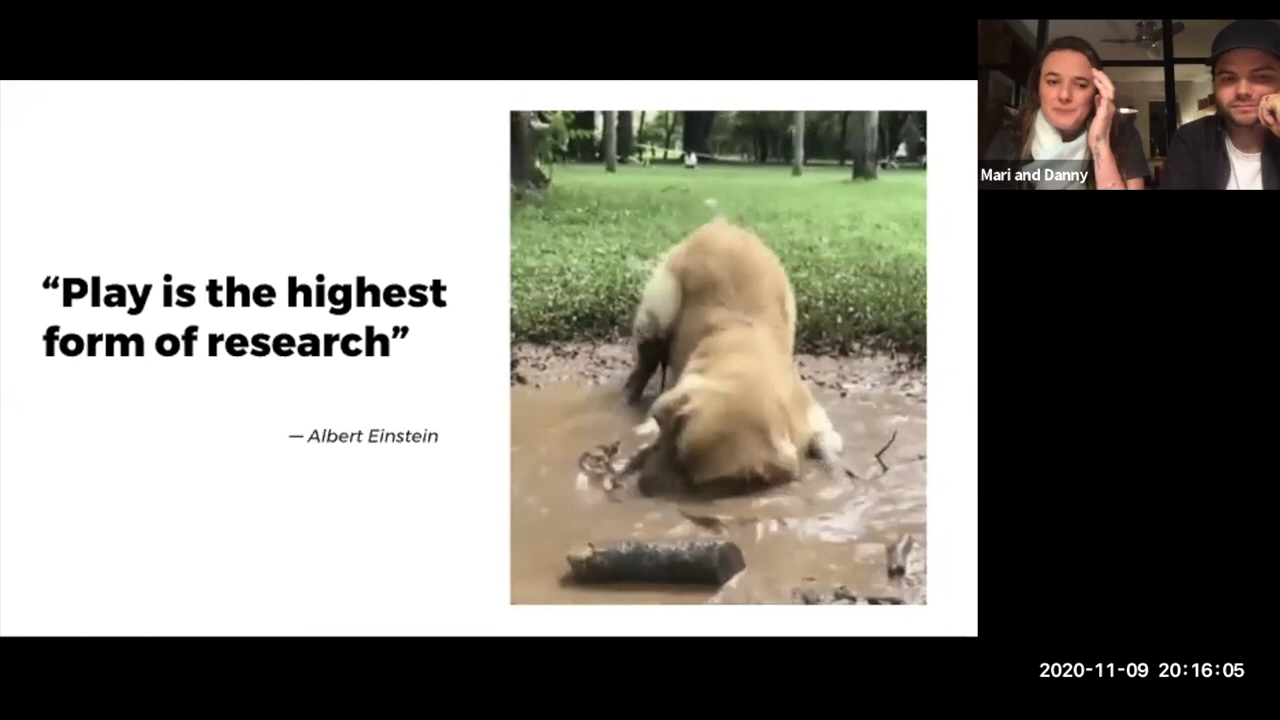 “Play is the highest
form of research”
— Albert Einstein
Mari and Danny
2020-11-09 20:16:05